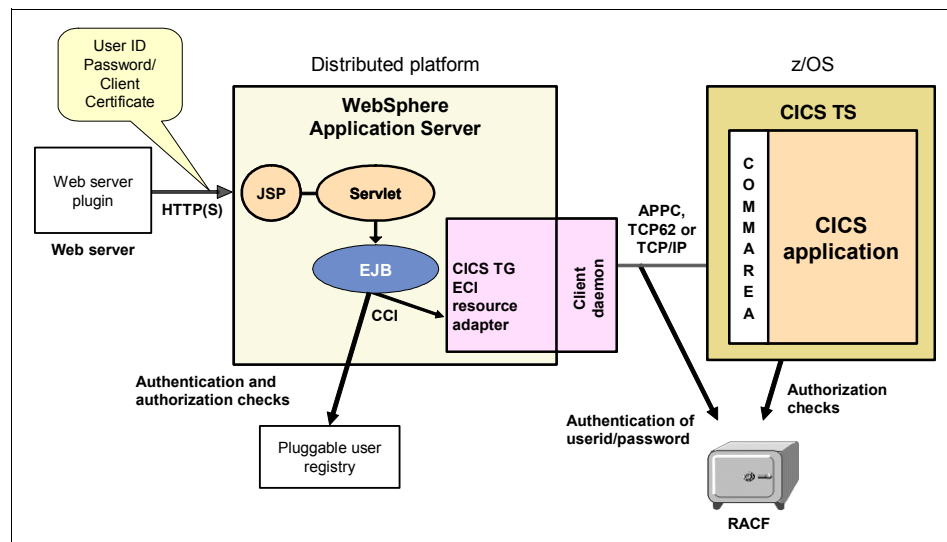 User ID
Password/
Client
Certificate
Distributed platform
z/OS
WebSphere
Application Server
CICS TS
Web server
plugin
HTTP(S)
Web server
JSP
Servlet
EJB
CCI
CICS TG
ECI
resource
adapter
Client
daemon
APPC,
TCP62 or
TCP/IP
COMMAREA
CICS
application
Authentication and
authorization checks
Pluggable user
registry
Authentication of
userid/password
Authorization
checks
RACF